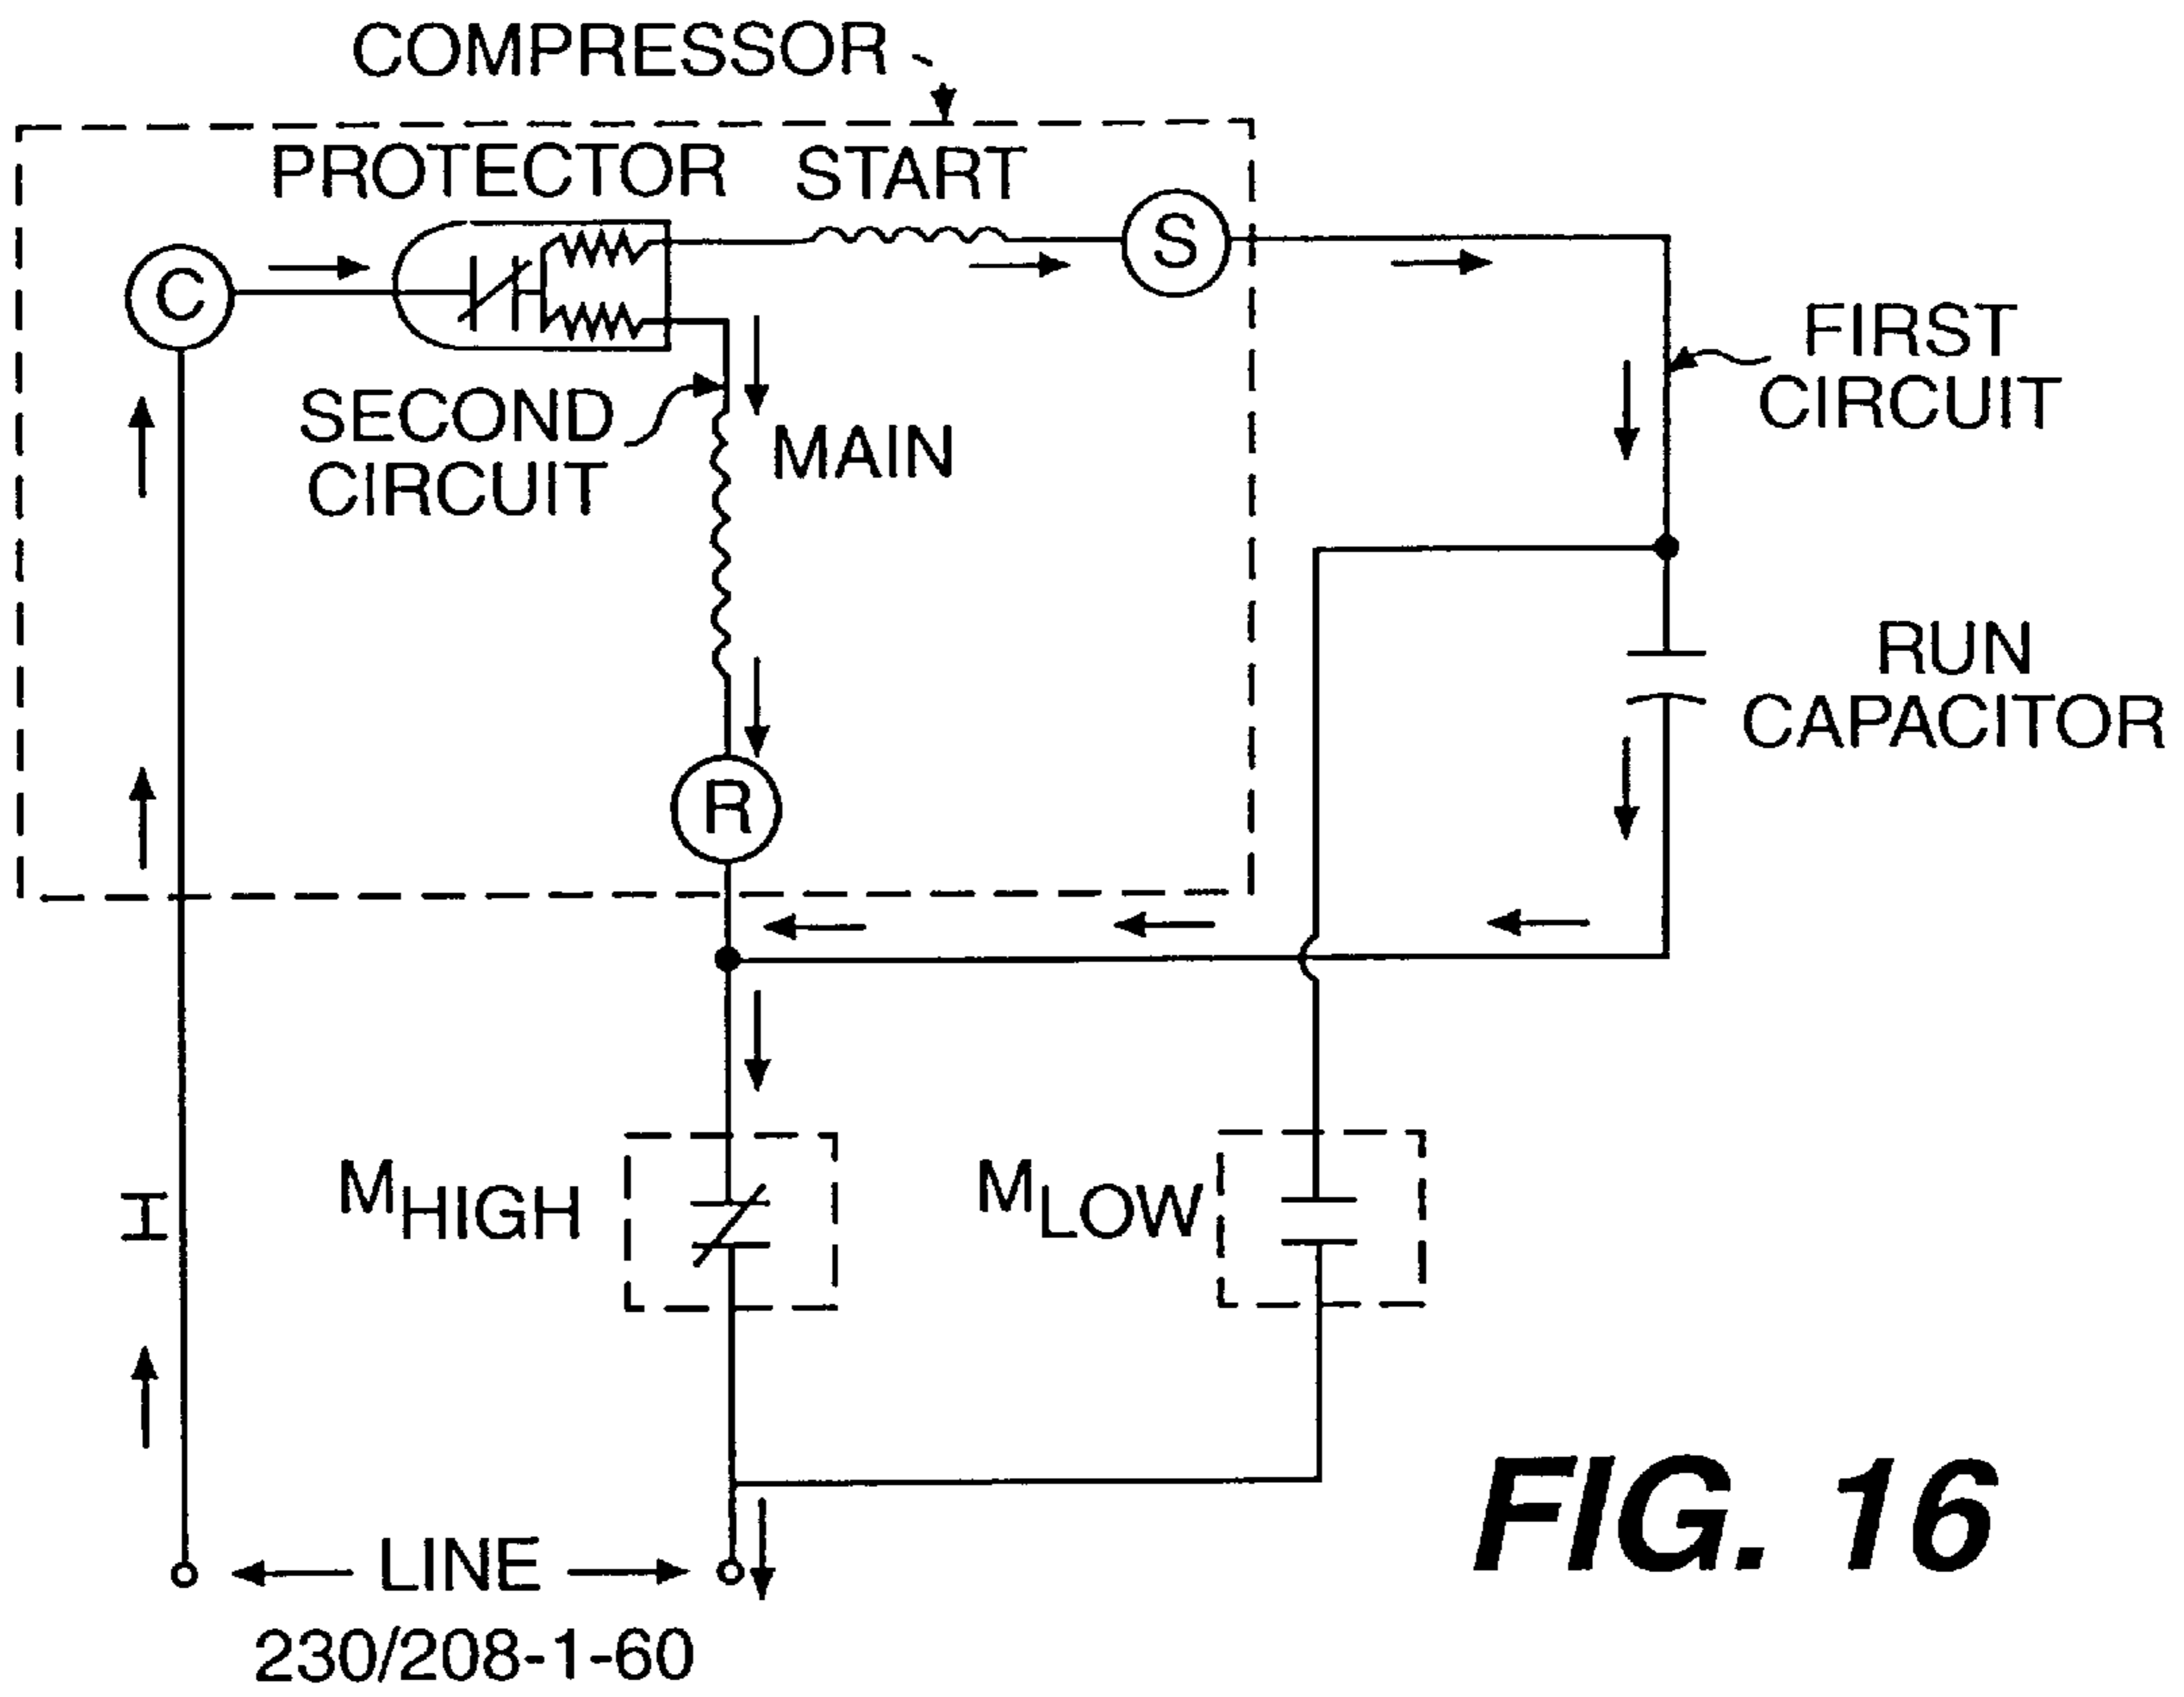 COMPRESSOR
PROTECTOR
START
C
S
FIRST
CIRCUIT
SECOND
CIRCUIT
MAIN
RUN
CAPACITOR
R
I
MHIGH
MLOW
LINE
230/208-1-60
FIG. 16